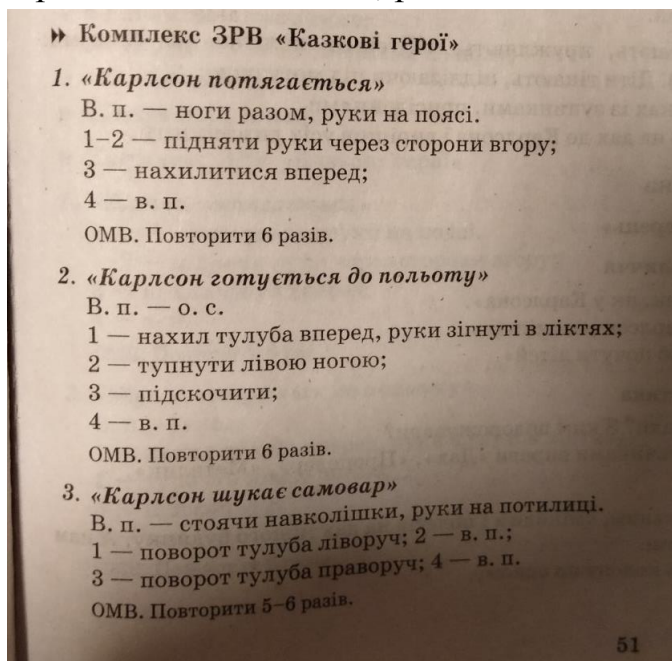 ▸▸ Комплекс ЗРВ «Казкові герої»
1. «Карлсон потягається»
В. п. — ноги разом, руки на поясі.
1–2 — підняти руки через сторони вгору;
3 — нахилитися вперед;
4 — в. п.
ОМВ. Повторити 6 разів.
2. «Карлсон готується до польоту»
В. п. — о. с.
1 — нахил тулуба вперед, руки зігнуті в ліктях;
2 — тупнути лівою ногою;
3 — підскочити;
4 — в. п.
ОМВ. Повторити 6 разів.
3. «Карлсон шукає самовар»
В. п. — стоячи навколішки, руки на потилиці.
1 — поворот тулуба ліворуч; 2 — в. п.;
3 — поворот тулуба праворуч; 4 — в. п.
ОМВ. Повторити 5–6 разів.
51